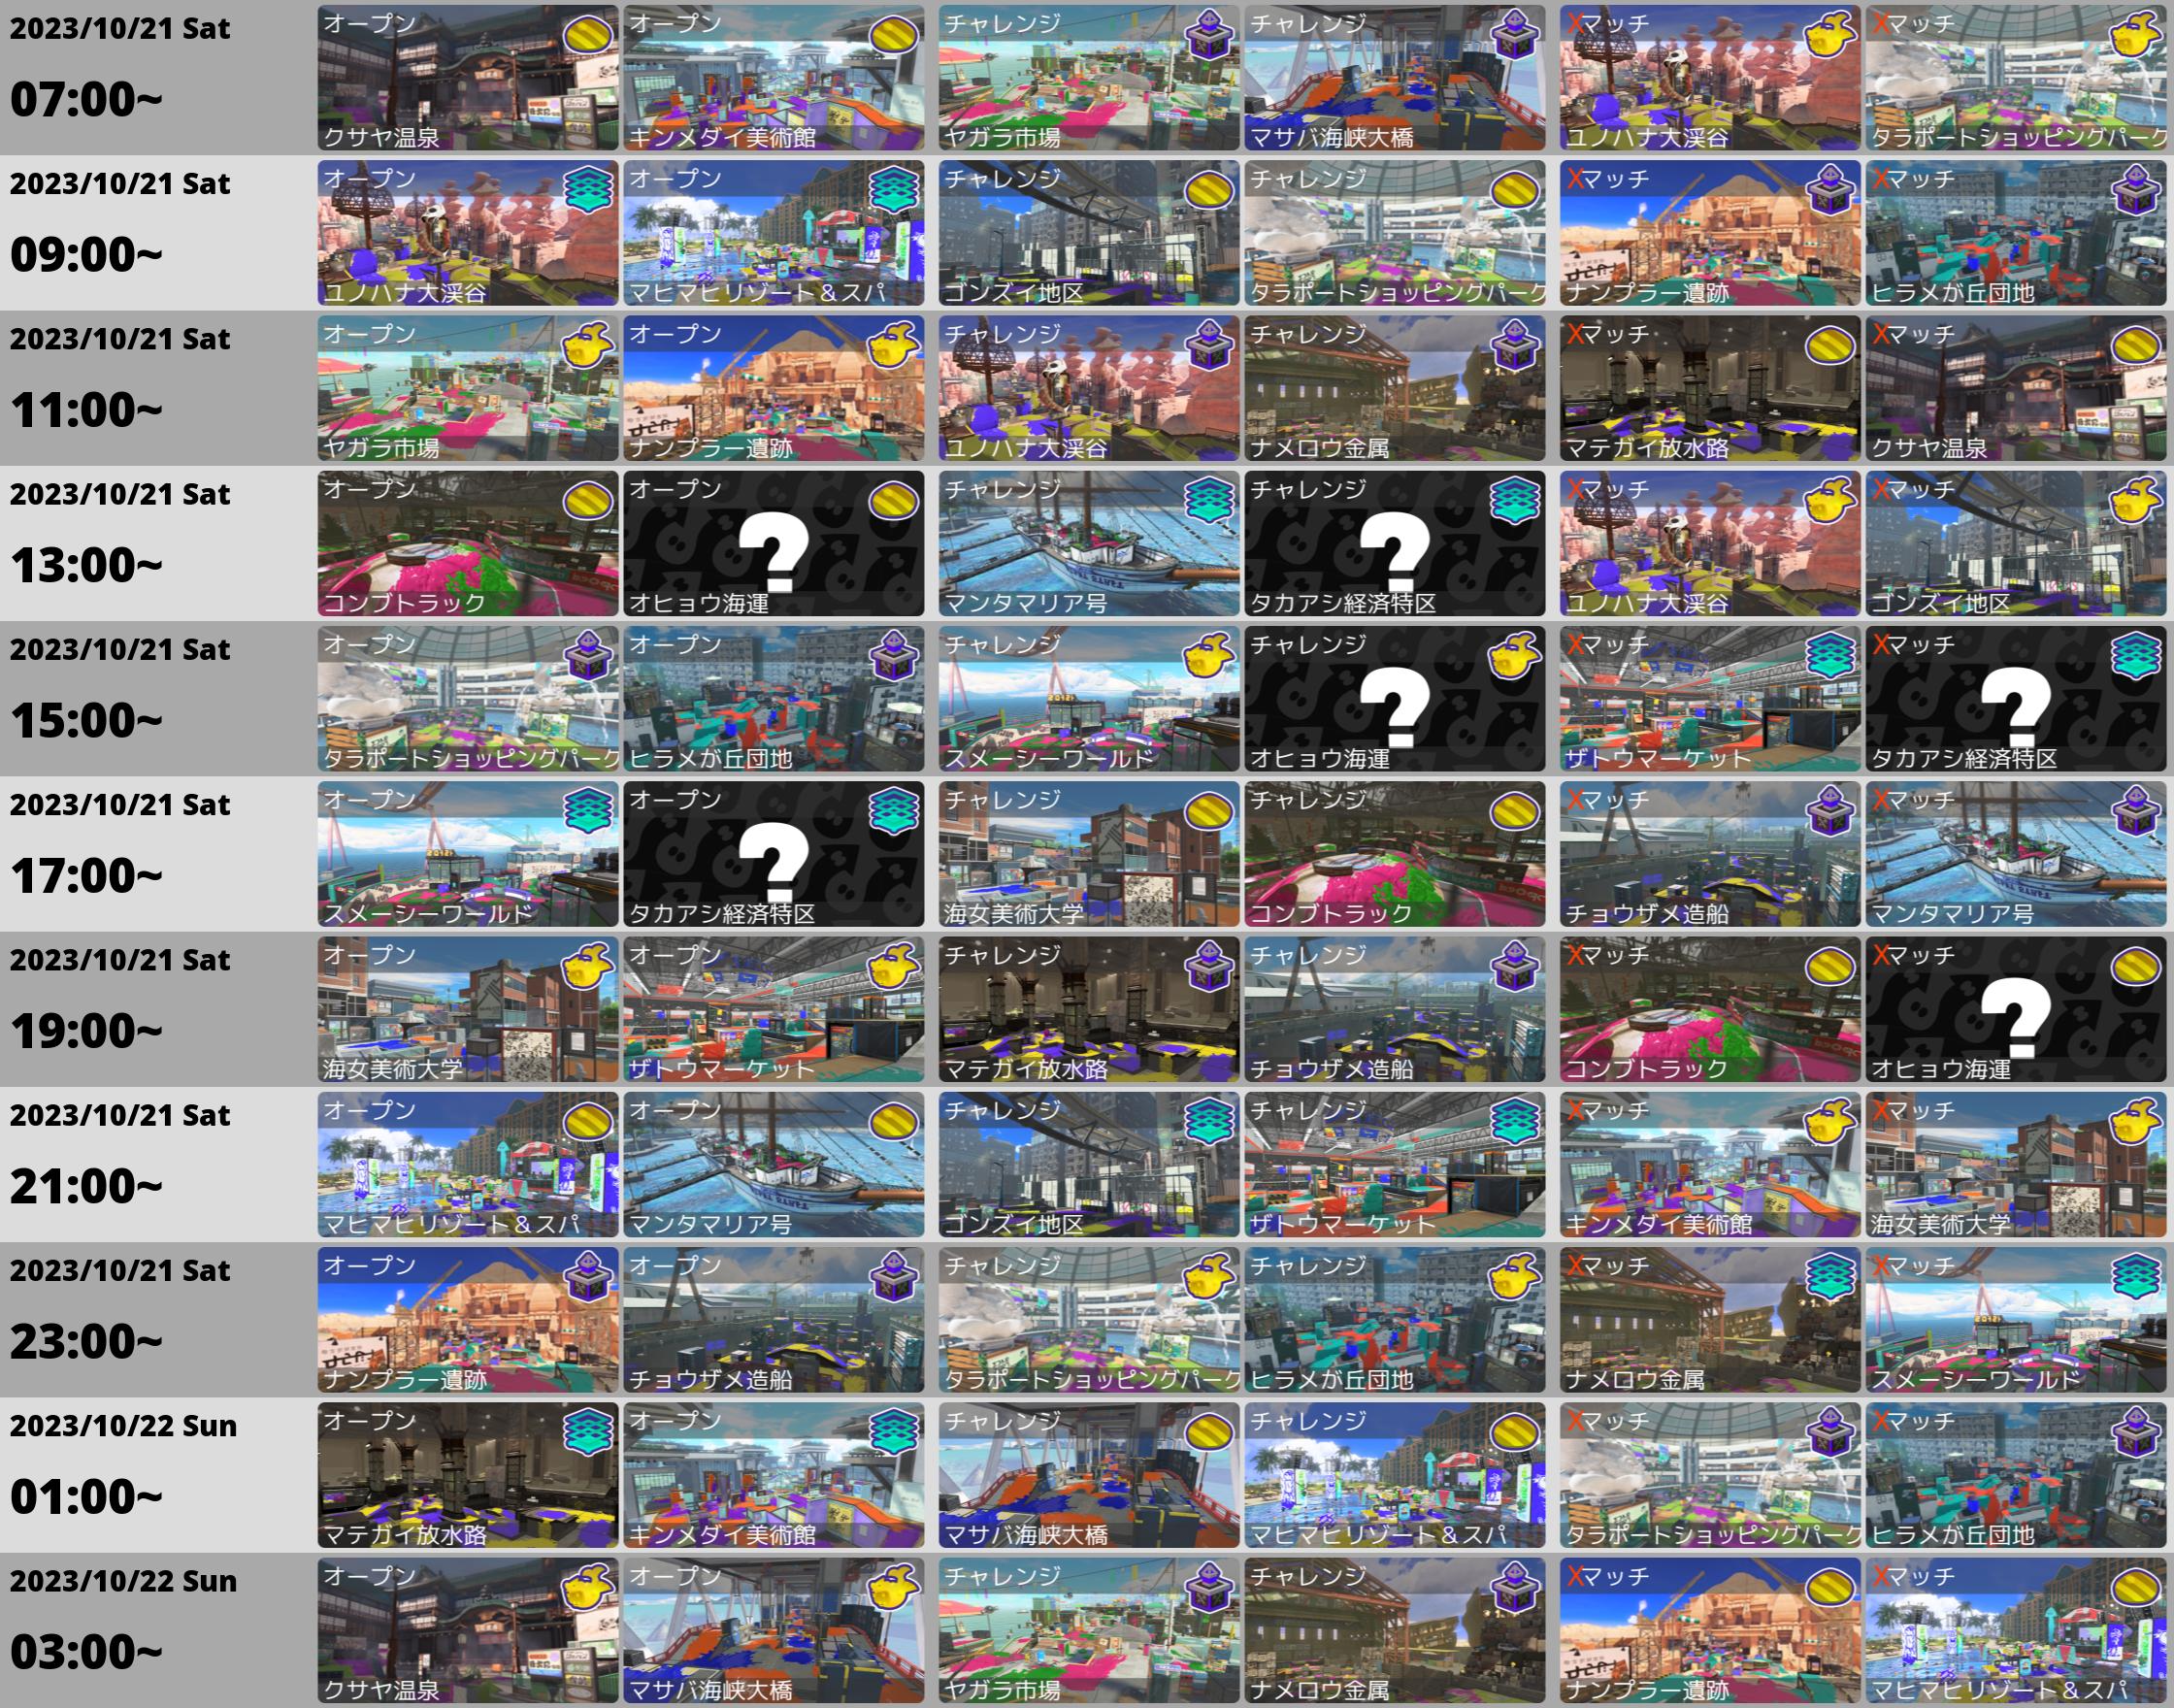 2023/10/21 Sat
07:00~
オープン オープン チャレンジ チャレンジ Xマッチ Xマッチ
クサヤ温泉 キンメダイ美術館 ヤガラ市場 マサバ海峡大橋 ユノハナ大渓谷 タラポートショッピングパーク
2023/10/21 Sat
09:00~
オープン オープン チャレンジ チャレンジ Xマッチ Xマッチ
ユノハナ大渓谷 マヒマヒリゾート&スパ ゴンズイ地区 タラポートショッピングパーク ナンプラー遺跡 ヒラメが丘団地
2023/10/21 Sat
11:00~
オープン オープン チャレンジ チャレンジ Xマッチ Xマッチ
ヤガラ市場 ナンプラー遺跡 ユノハナ大渓谷 ナメロウ金属 マテガイ放水路 クサヤ温泉
2023/10/21 Sat
13:00~
オープン オープン チャレンジ チャレンジ Xマッチ Xマッチ
? ?
コンブトラック オヒョウ海運 マンタマリア号 タカアシ経済特区 ユノハナ大渓谷 ゴンズイ地区
2023/10/21 Sat
15:00~
オープン オープン チャレンジ チャレンジ Xマッチ Xマッチ
? ?
タラポートショッピングパーク ヒラメが丘団地 スメーシーワールド オヒョウ海運 ザトウマーケット タカアシ経済特区
2023/10/21 Sat
17:00~
オープン オープン チャレンジ チャレンジ Xマッチ Xマッチ
?
スメーシーワールド タカアシ経済特区 海女美術大学 コンブトラック チョウザメ造船 マンタマリア号
2023/10/21 Sat
19:00~
オープン オープン チャレンジ チャレンジ Xマッチ Xマッチ
?
海女美術大学 ザトウマーケット マテガイ放水路 チョウザメ造船 コンブトラック オヒョウ海運
2023/10/21 Sat
21:00~
オープン オープン チャレンジ チャレンジ Xマッチ Xマッチ
マヒマヒリゾート&スパ マンタマリア号 ゴンズイ地区 ザトウマーケット キンメダイ美術館 海女美術大学
2023/10/21 Sat
23:00~
オープン オープン チャレンジ チャレンジ Xマッチ Xマッチ
ナンプラー遺跡 チョウザメ造船 タラポートショッピングパーク ヒラメが丘団地 ナメロウ金属 スメーシーワールド
2023/10/22 Sun
01:00~
オープン オープン チャレンジ チャレンジ Xマッチ Xマッチ
マテガイ放水路 キンメダイ美術館 マサバ海峡大橋 マヒマヒリゾート&スパ タラポートショッピングパーク ヒラメが丘団地
2023/10/22 Sun
03:00~
オープン オープン チャレンジ チャレンジ Xマッチ Xマッチ
クサヤ温泉 マサバ海峡大橋 ヤガラ市場 ナメロウ金属 ナンプラー遺跡 マヒマヒリゾート&スパ